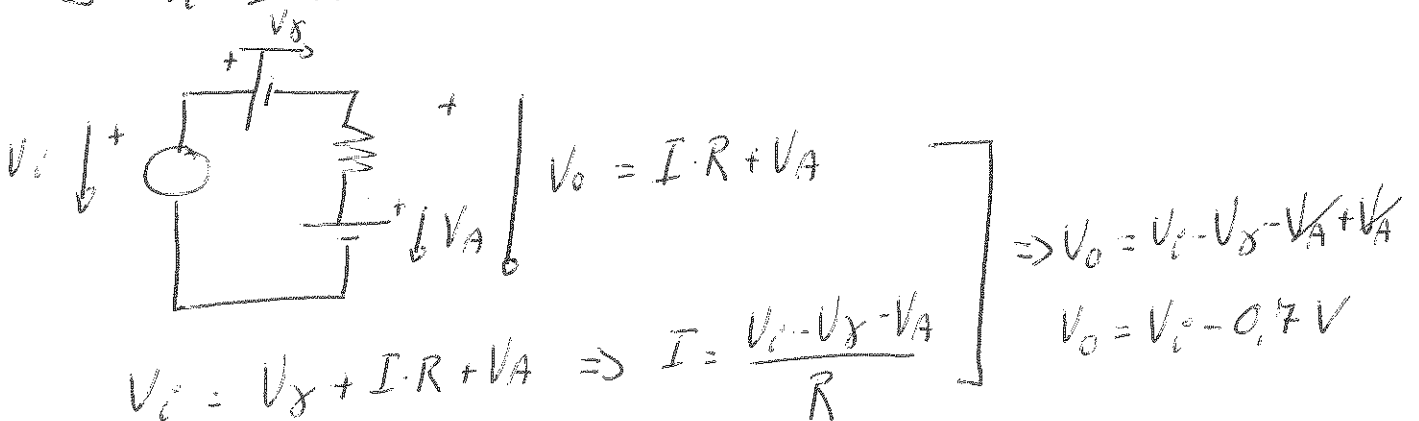 Vγ
+
Vi
+
+
+
VA
Vo = I·R + VA
⇒ Vo = Vi - Vγ - VA + VA
Vo = Vi - 0,7 V
Vi = Vγ + I·R + VA ⇒ I = (Vi - Vγ - VA) / R